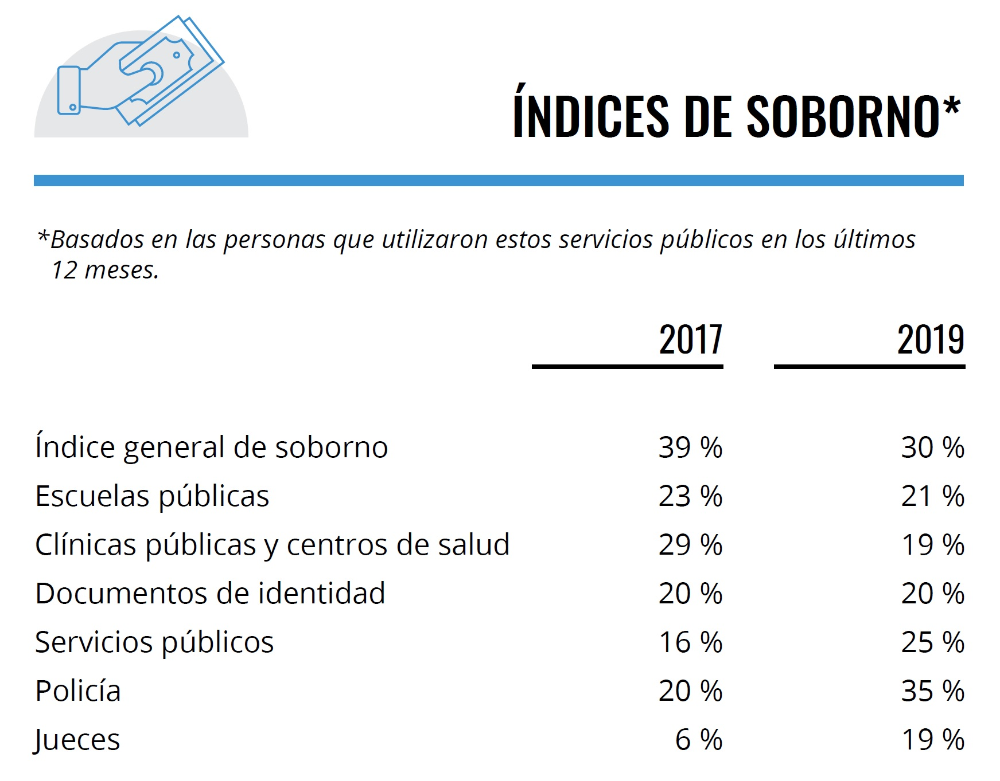 ÍNDICES DE SOBORNO*
*Basados en las personas que utilizaron estos servicios públicos en los últimos
12 meses.
2017 2019
Índice general de soborno 39 % 30 %
Escuelas públicas 23 % 21 %
Clínicas públicas y centros de salud 29 % 19 %
Documentos de identidad 20 % 20 %
Servicios públicos 16 % 25 %
Policía 20 % 35 %
Jueces 6 % 19 %